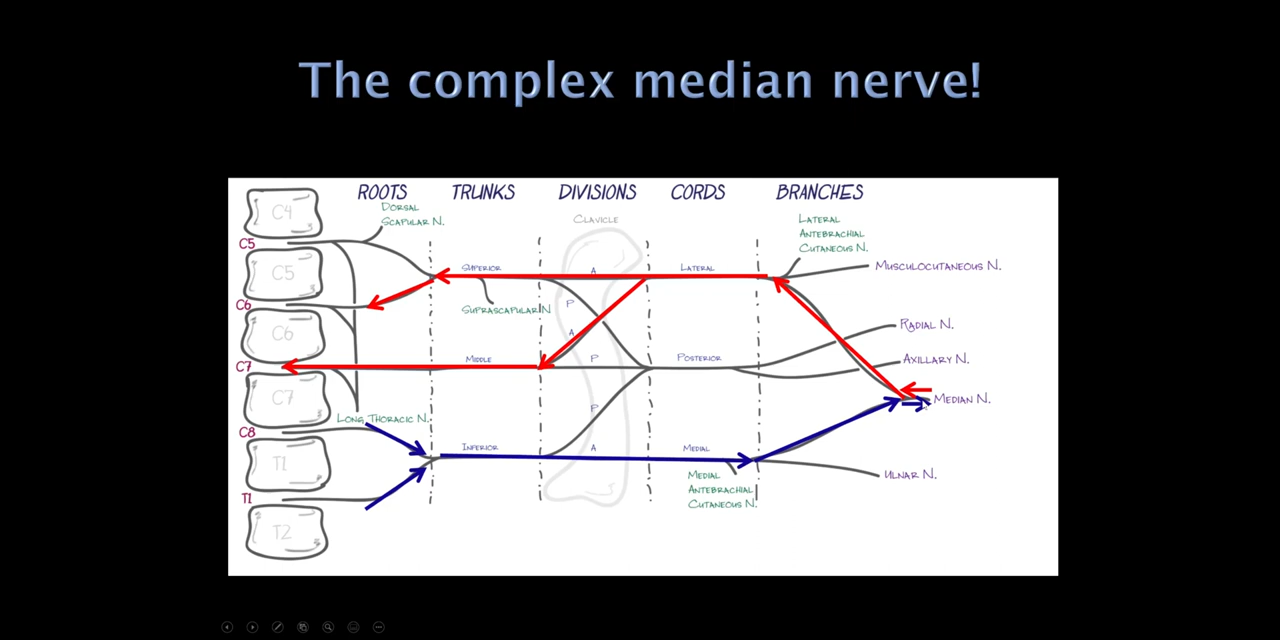 The complex median nerve!
ROOTS TRUNKS DIVISIONS CORDS BRANCHES
C4
DORSAL
SCAPULAR N.
CLAVICLE
LATERAL
ANTEBRACHIAL
CUTANEOUS N.
C5
C5
SUPERIOR
A
LATERAL
MUSCULOCUTANEOUS N.
C6
SUPRASCAPULAR N
P
C6
A
RADIAL N.
C7
MIDDLE
P
POSTERIOR
AXILLARY N.
C7
P
MEDIAN N.
LONG THORACIC N.
C8
INFERIOR
A
MEDIAL
T1
MEDIAL
ANTEBRACHIAL
CUTANEOUS N.
ULNAR N.
T1
T2